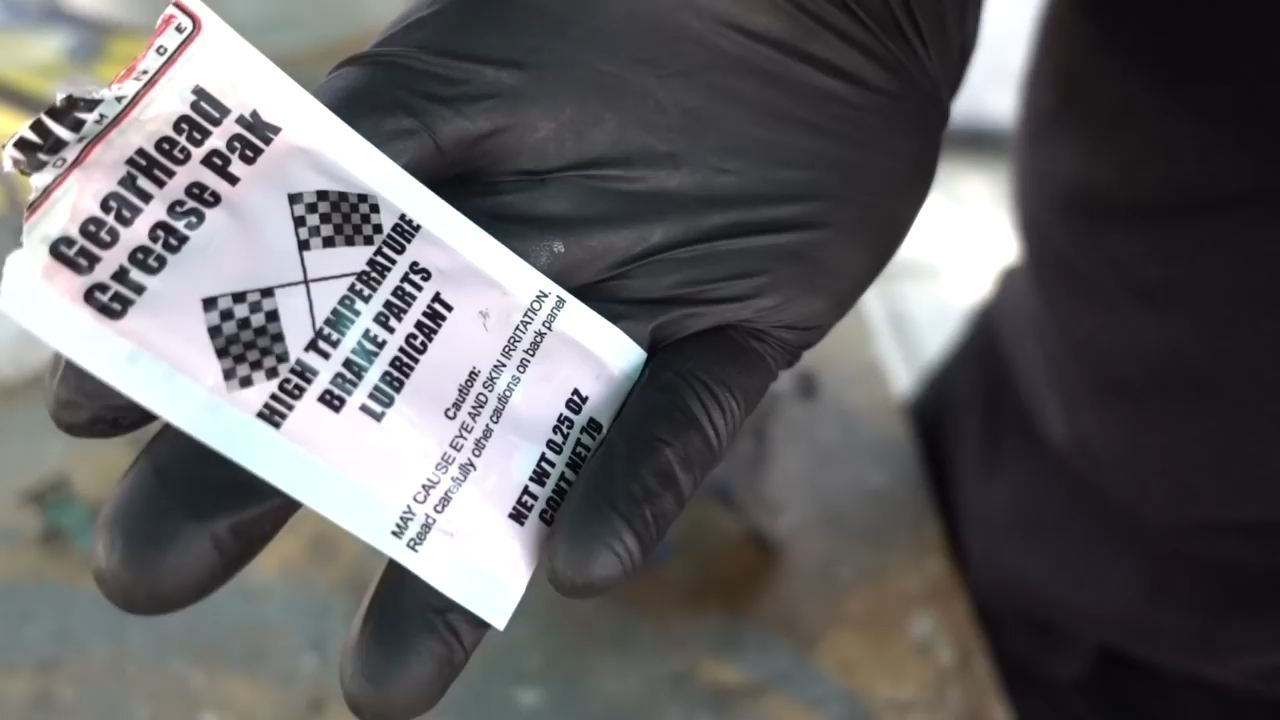 GearHead
Grease Pak
HIGH TEMPERATURE
BRAKE PARTS
LUBRICANT
Caution:
MAY CAUSE EYE AND SKIN IRRITATION.
Read carefully other cautions on back panel
NET WT 0.25 OZ
CONT NET 7g